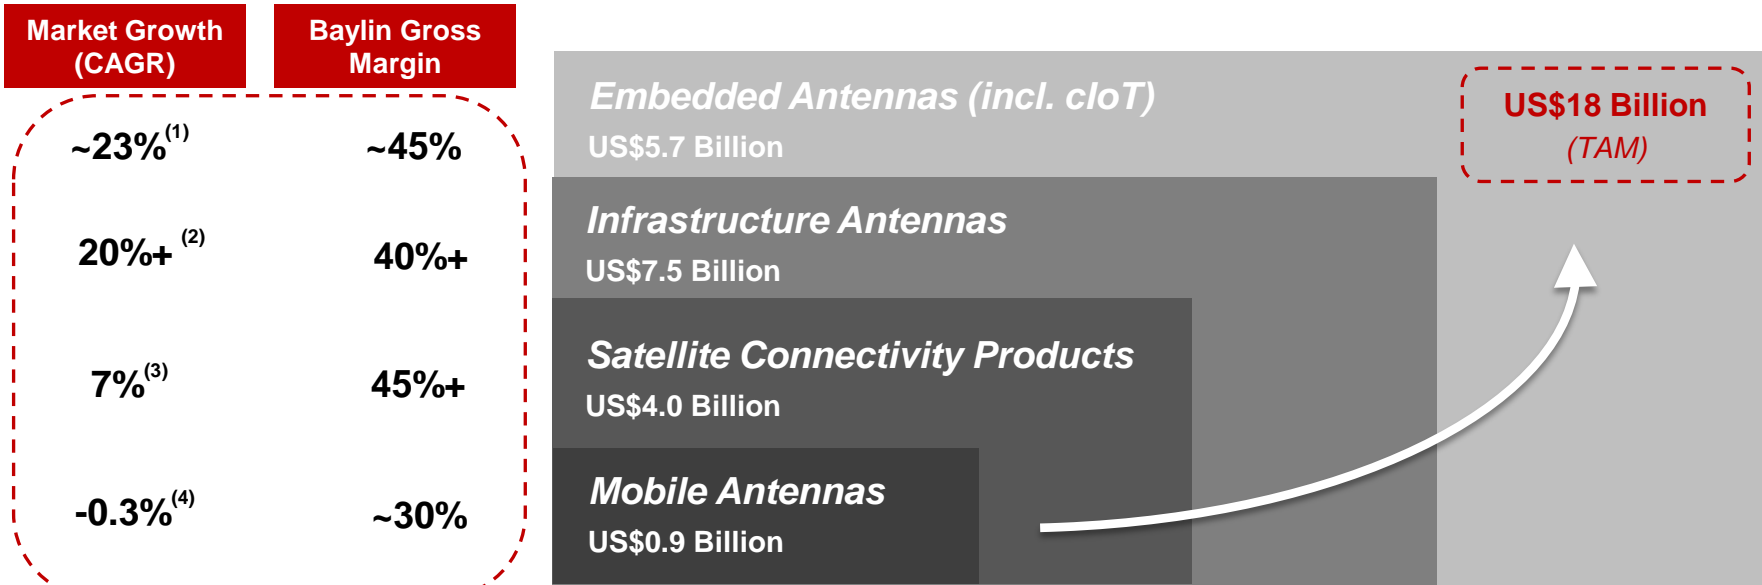 Market Growth
(CAGR)
Baylin Gross
Margin
~23%(1)
~45%
Embedded Antennas (incl. cIoT)
US$5.7 Billion
US$18 Billion
(TAM)
20%+ (2)
40%+
Infrastructure Antennas
US$7.5 Billion
7%(3)
45%+
Satellite Connectivity Products
US$4.0 Billion
-0.3%(4)
~30%
Mobile Antennas
US$0.9 Billion